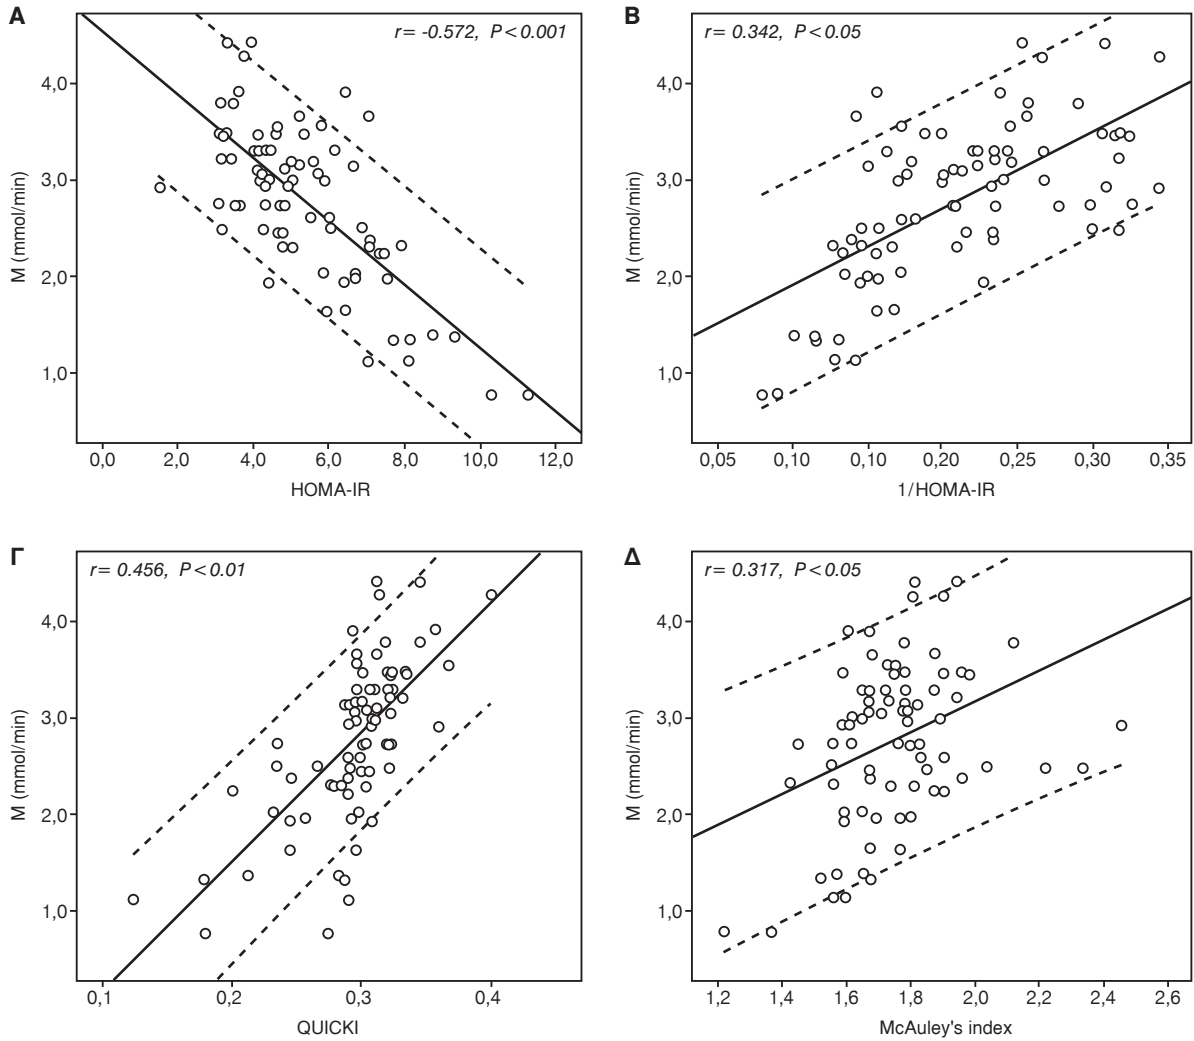 A
r= -0.572, P<0.001
M (mmol/min)
4,0
3,0
2,0
1,0
0,0 2,0 4,0 6,0 8,0 10,0 12,0
HOMA-IR
B
r= 0.342, P<0.05
M (mmol/min)
4,0
3,0
2,0
1,0
0,05 0,10 0,10 0,20 0,25 0,30 0,35
1/HOMA-IR
Γ
r= 0.456, P<0.01
M (mmol/min)
4,0
3,0
2,0
1,0
0,1 0,2 0,3 0,4
QUICKI
Δ
r= 0.317, P<0.05
M (mmol/min)
4,0
3,0
2,0
1,0
1,2 1,4 1,6 1,8 2,0 2,2 2,4 2,6
McAuley's index